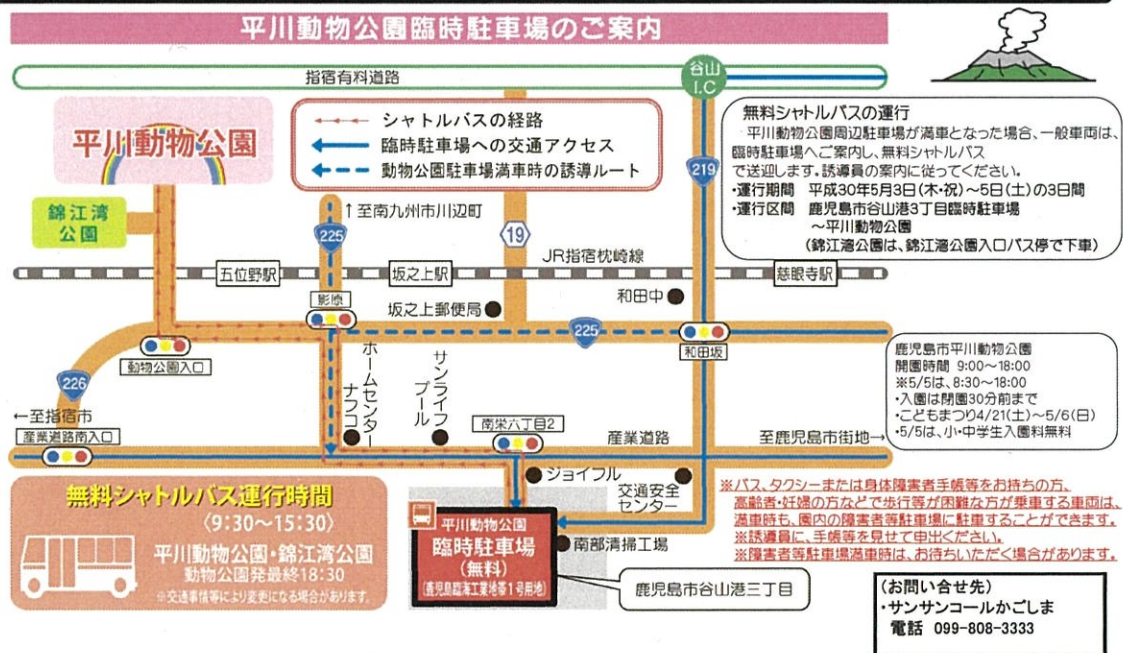 平川動物公園臨時駐車場のご案内
指宿有料道路
谷山
I.C
平川動物公園
シャトルバスの経路
臨時駐車場への交通アクセス
動物公園駐車場満車時の誘導ルート
無料シャトルバスの運行
平川動物公園周辺駐車場が満車となった場合、一般車両は、
臨時駐車場へご案内し、無料シャトルバス
で送迎します。誘導員の案内に従ってください。
・運行期間 平成30年5月3日(木・祝)~5日(土)の3日間
・運行区間 鹿児島市谷山港3丁目臨時駐車場
~平川動物公園
(錦江湾公園は、錦江湾公園入口バス停で下車)
219
錦江湾
公園
↑至南九州市川辺町
225
19
JR指宿枕崎線
五位野駅
坂之上駅
慈眼寺駅
影原
坂之上郵便局
和田中
225
和田坂
動物公園入口
226
ホームセンター
ナフコ
サンライフ
プール
鹿児島市平川動物公園
開園時間 9:00~18:00
※5/5は、8:30~18:00
・入園は閉園30分前まで
・こどもまつり4/21(土)~5/6(日)
・5/5は、小・中学生入園料無料
←至指宿市
産業道路南入口
南栄六丁目2
産業道路
至鹿児島市街地→
ジョイフル
交通安全
センター
無料シャトルバス運行時間
〈9:30~15:30〉
平川動物公園・錦江湾公園
動物公園発最終18:30
※交通事情等により変更になる場合があります。
平川動物公園
臨時駐車場
(無料)
(鹿児島臨海工業地帯1号用地)
南部清掃工場
鹿児島市谷山港三丁目
※バス、タクシーまたは身体障害者手帳等をお持ちの方、
高齢者・妊婦の方などで歩行等が困難な方が乗車する車両は、
満車時も、園内の障害者等駐車場に駐車することができます。
※誘導員に、手帳等を見せて申出ください。
※障害者等駐車場満車時は、お待ちいただく場合があります。
(お問い合せ先)
・サンサンコールかごしま
電話 099-808-3333